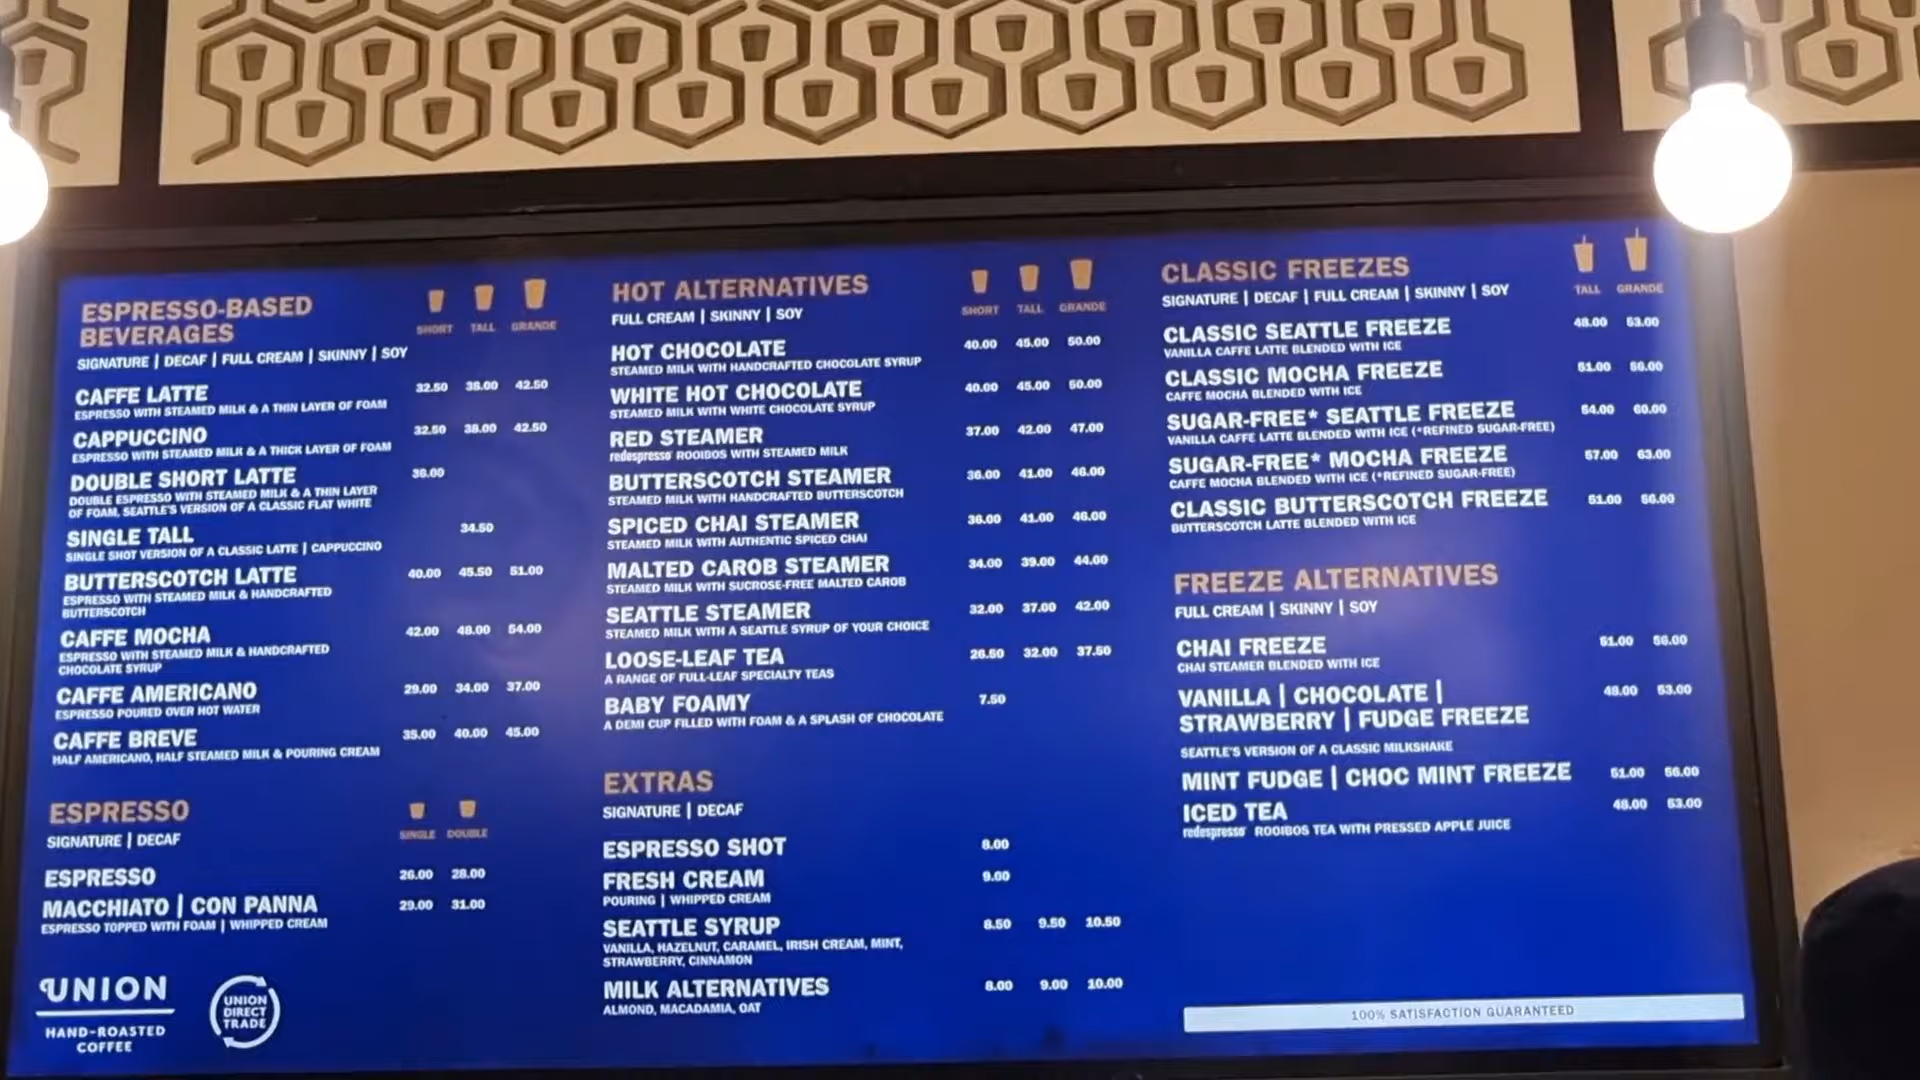 ESPRESSO-BASED
BEVERAGES
SHORT TALL GRANDE
SIGNATURE | DECAF | FULL CREAM | SKINNY | SOY
CAFFE LATTE 32.50 38.00 42.50
ESPRESSO WITH STEAMED MILK & A THIN LAYER OF FOAM
CAPPUCCINO 32.50 38.00 42.50
ESPRESSO WITH STEAMED MILK & A THICK LAYER OF FOAM
DOUBLE SHORT LATTE 36.00
DOUBLE ESPRESSO WITH STEAMED MILK & A THIN LAYER
OF FOAM, SEATTLE'S VERSION OF A CLASSIC FLAT WHITE
SINGLE TALL 34.50
SINGLE SHOT VERSION OF A CLASSIC LATTE | CAPPUCCINO
BUTTERSCOTCH LATTE 40.00 45.50 51.00
ESPRESSO WITH STEAMED MILK & HANDCRAFTED
BUTTERSCOTCH
CAFFE MOCHA 42.00 48.00 54.00
ESPRESSO WITH STEAMED MILK & HANDCRAFTED
CHOCOLATE SYRUP
CAFFE AMERICANO 29.00 34.00 37.00
ESPRESSO POURED OVER HOT WATER
CAFFE BREVE 35.00 40.00 45.00
HALF AMERICANO, HALF STEAMED MILK & POURING CREAM
ESPRESSO
SINGLE DOUBLE
SIGNATURE | DECAF
ESPRESSO 26.00 28.00
MACCHIATO | CON PANNA 29.00 31.00
ESPRESSO TOPPED WITH FOAM | WHIPPED CREAM
UNION
HAND-ROASTED
COFFEE
UNION
DIRECT
TRADE
HOT ALTERNATIVES
SHORT TALL GRANDE
FULL CREAM | SKINNY | SOY
HOT CHOCOLATE 40.00 45.00 50.00
STEAMED MILK WITH HANDCRAFTED CHOCOLATE SYRUP
WHITE HOT CHOCOLATE 40.00 45.00 50.00
STEAMED MILK WITH WHITE CHOCOLATE SYRUP
RED STEAMER 37.00 42.00 47.00
redespresso ROOIBOS WITH STEAMED MILK
BUTTERSCOTCH STEAMER 36.00 41.00 46.00
STEAMED MILK WITH HANDCRAFTED BUTTERSCOTCH
SPICED CHAI STEAMER 36.00 41.00 46.00
STEAMED MILK WITH AUTHENTIC SPICED CHAI
MALTED CAROB STEAMER 34.00 39.00 44.00
STEAMED MILK WITH SUCROSE-FREE MALTED CAROB
SEATTLE STEAMER 32.00 37.00 42.00
STEAMED MILK WITH A SEATTLE SYRUP OF YOUR CHOICE
LOOSE-LEAF TEA 26.50 32.00 37.50
A RANGE OF FULL-LEAF SPECIALTY TEAS
BABY FOAMY 7.50
A DEMI CUP FILLED WITH FOAM & A SPLASH OF CHOCOLATE
EXTRAS
SIGNATURE | DECAF
ESPRESSO SHOT 8.00
FRESH CREAM 9.00
POURING | WHIPPED CREAM
SEATTLE SYRUP 8.50 9.50 10.50
VANILLA, HAZELNUT, CARAMEL, IRISH CREAM, MINT,
STRAWBERRY, CINNAMON
MILK ALTERNATIVES 8.00 9.00 10.00
ALMOND, MACADAMIA, OAT
CLASSIC FREEZES
TALL GRANDE
SIGNATURE | DECAF | FULL CREAM | SKINNY | SOY
CLASSIC SEATTLE FREEZE 48.00 53.00
VANILLA CAFFE LATTE BLENDED WITH ICE
CLASSIC MOCHA FREEZE 51.00 56.00
CAFFE MOCHA BLENDED WITH ICE
SUGAR-FREE* SEATTLE FREEZE 54.00 60.00
VANILLA CAFFE LATTE BLENDED WITH ICE (*REFINED SUGAR-FREE)
SUGAR-FREE* MOCHA FREEZE 57.00 63.00
CAFFE MOCHA BLENDED WITH ICE (*REFINED SUGAR-FREE)
CLASSIC BUTTERSCOTCH FREEZE 51.00 56.00
BUTTERSCOTCH LATTE BLENDED WITH ICE
FREEZE ALTERNATIVES
FULL CREAM | SKINNY | SOY
CHAI FREEZE 51.00 56.00
CHAI STEAMER BLENDED WITH ICE
VANILLA | CHOCOLATE | 48.00 53.00
STRAWBERRY | FUDGE FREEZE
SEATTLE'S VERSION OF A CLASSIC MILKSHAKE
MINT FUDGE | CHOC MINT FREEZE 51.00 56.00
ICED TEA 48.00 53.00
redespresso ROOIBOS TEA WITH PRESSED APPLE JUICE
100% SATISFACTION GUARANTEED